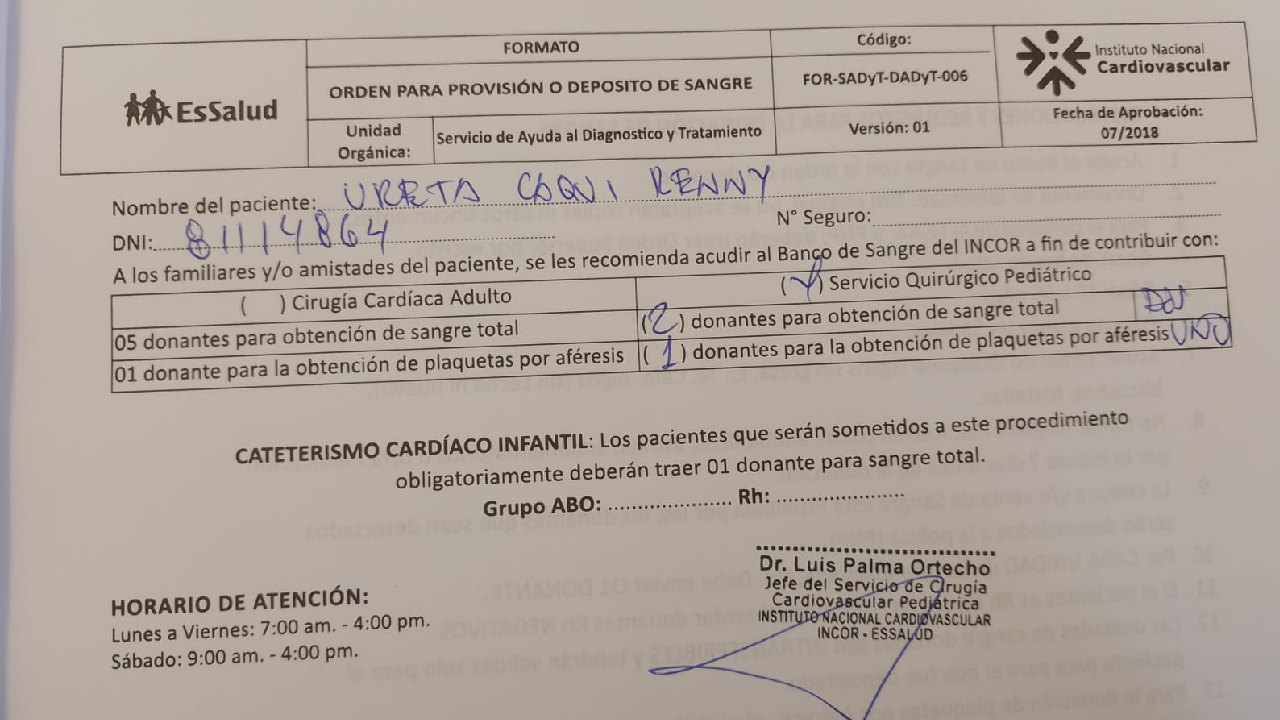 EsSalud
FORMATO
ORDEN PARA PROVISIÓN O DEPOSITO DE SANGRE
Unidad Orgánica:
Servicio de Ayuda al Diagnostico y Tratamiento
Código:
FOR-SADyT-DADyT-006
Versión: 01
Instituto Nacional
Cardiovascular
Fecha de Aprobación:
07/2018
Nombre del paciente: URETA CAQUI RENNY
DNI: 81114864
N° Seguro:
A los familiares y/o amistades del paciente, se les recomienda acudir al Banco de Sangre del INCOR a fin de contribuir con:
( ) Cirugía Cardíaca Adulto
05 donantes para obtención de sangre total
01 donante para la obtención de plaquetas por aféresis
( ) Servicio Quirúrgico Pediátrico
(2) donantes para obtención de sangre total
(1) donantes para la obtención de plaquetas por aféresis UNO
CATETERISMO CARDÍACO INFANTIL: Los pacientes que serán sometidos a este procedimiento
obligatoriamente deberán traer 01 donante para sangre total.
Grupo ABO: ..................... Rh: ......................
Dr. Luis Palma Ortecho
Jefe del Servicio de Cirugía
Cardiovascular Pediátrica
INSTITUTO NACIONAL CARDIOVASCULAR
INCOR - ESSALUD
HORARIO DE ATENCIÓN:
Lunes a Viernes: 7:00 am. - 4:00 pm.
Sábado: 9:00 am. - 4:00 pm.